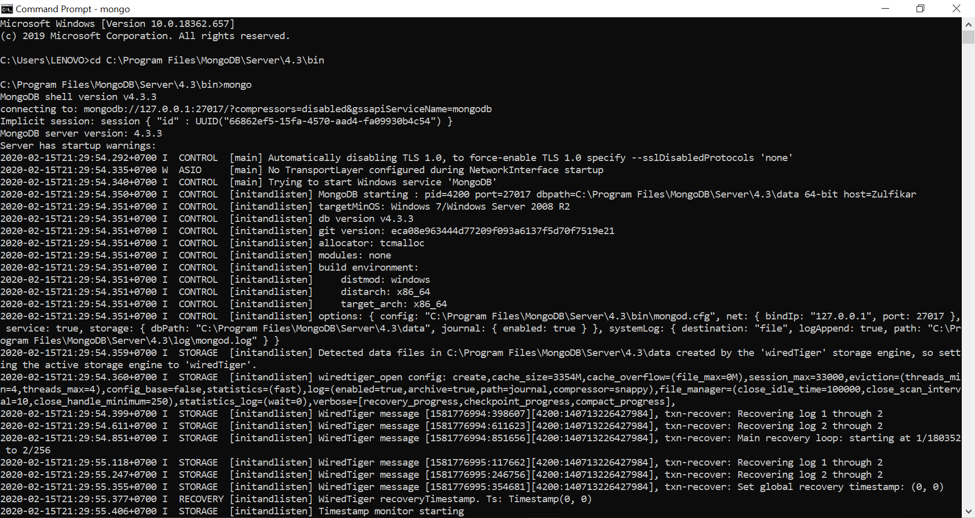 Command Prompt - mongo
Microsoft Windows [Version 10.0.18362.657]
(c) 2019 Microsoft Corporation. All rights reserved.
C:\Users\LENOVO>cd C:\Program Files\MongoDB\Server\4.3\bin
C:\Program Files\MongoDB\Server\4.3\bin>mongo
MongoDB shell version v4.3.3
connecting to: mongodb://127.0.0.1:27017/?compressors=disabled&gssapiServiceName=mongodb
Implicit session: session { "id" : UUID("66862ef5-15fa-4570-aad4-fa09930b4c54") }
MongoDB server version: 4.3.3
Server has startup warnings:
2020-02-15T21:29:54.292+0700 I  CONTROL  [main] Automatically disabling TLS 1.0, to force-enable TLS 1.0 specify --sslDisabledProtocols 'none'
2020-02-15T21:29:54.335+0700 W  ASIO     [main] No TransportLayer configured during NetworkInterface startup
2020-02-15T21:29:54.340+0700 I  CONTROL  [main] Trying to start Windows service 'MongoDB'
2020-02-15T21:29:54.350+0700 I  CONTROL  [initandlisten] MongoDB starting : pid=4200 port=27017 dbpath=C:\Program Files\MongoDB\Server\4.3\data 64-bit host=Zulfikar
2020-02-15T21:29:54.351+0700 I  CONTROL  [initandlisten] targetMinOS: Windows 7/Windows Server 2008 R2
2020-02-15T21:29:54.351+0700 I  CONTROL  [initandlisten] db version v4.3.3
2020-02-15T21:29:54.351+0700 I  CONTROL  [initandlisten] git version: eca08e963444d77209f093a6137f5d70f7519e21
2020-02-15T21:29:54.351+0700 I  CONTROL  [initandlisten] allocator: tcmalloc
2020-02-15T21:29:54.351+0700 I  CONTROL  [initandlisten] modules: none
2020-02-15T21:29:54.351+0700 I  CONTROL  [initandlisten] build environment:
2020-02-15T21:29:54.351+0700 I  CONTROL  [initandlisten]     distmod: windows
2020-02-15T21:29:54.351+0700 I  CONTROL  [initandlisten]     distarch: x86_64
2020-02-15T21:29:54.351+0700 I  CONTROL  [initandlisten]     target_arch: x86_64
2020-02-15T21:29:54.351+0700 I  CONTROL  [initandlisten] options: { config: "C:\Program Files\MongoDB\Server\4.3\bin\mongod.cfg", net: { bindIp: "127.0.0.1", port: 27017 },
service: true, storage: { dbPath: "C:\Program Files\MongoDB\Server\4.3\data", journal: { enabled: true } }, systemLog: { destination: "file", logAppend: true, path: "C:\Pr
ogram Files\MongoDB\Server\4.3\log\mongod.log" } }
2020-02-15T21:29:54.359+0700 I  STORAGE  [initandlisten] Detected data files in C:\Program Files\MongoDB\Server\4.3\data created by the 'wiredTiger' storage engine, so sett
ing the active storage engine to 'wiredTiger'.
2020-02-15T21:29:54.360+0700 I  STORAGE  [initandlisten] wiredtiger_open config: create,cache_size=3354M,cache_overflow=(file_max=0M),session_max=33000,eviction=(threads_mi
n=4,threads_max=4),config_base=false,statistics=(fast),log=(enabled=true,archive=true,path=journal,compressor=snappy),file_manager=(close_idle_time=100000,close_scan_interv
al=10,close_handle_minimum=250),statistics_log=(wait=0),verbose=[recovery_progress,checkpoint_progress,compact_progress],
2020-02-15T21:29:54.399+0700 I  STORAGE  [initandlisten] WiredTiger message [1581776994:398607][4200:140713226427984], txn-recover: Recovering log 1 through 2
2020-02-15T21:29:54.611+0700 I  STORAGE  [initandlisten] WiredTiger message [1581776994:611623][4200:140713226427984], txn-recover: Recovering log 2 through 2
2020-02-15T21:29:54.851+0700 I  STORAGE  [initandlisten] WiredTiger message [1581776994:851656][4200:140713226427984], txn-recover: Main recovery loop: starting at 1/180352
to 2/256
2020-02-15T21:29:55.118+0700 I  STORAGE  [initandlisten] WiredTiger message [1581776995:117662][4200:140713226427984], txn-recover: Recovering log 1 through 2
2020-02-15T21:29:55.247+0700 I  STORAGE  [initandlisten] WiredTiger message [1581776995:246756][4200:140713226427984], txn-recover: Recovering log 2 through 2
2020-02-15T21:29:55.355+0700 I  STORAGE  [initandlisten] WiredTiger message [1581776995:354681][4200:140713226427984], txn-recover: Set global recovery timestamp: (0, 0)
2020-02-15T21:29:55.377+0700 I  RECOVERY [initandlisten] WiredTiger recoveryTimestamp. Ts: Timestamp(0, 0)
2020-02-15T21:29:55.406+0700 I  STORAGE  [initandlisten] Timestamp monitor starting